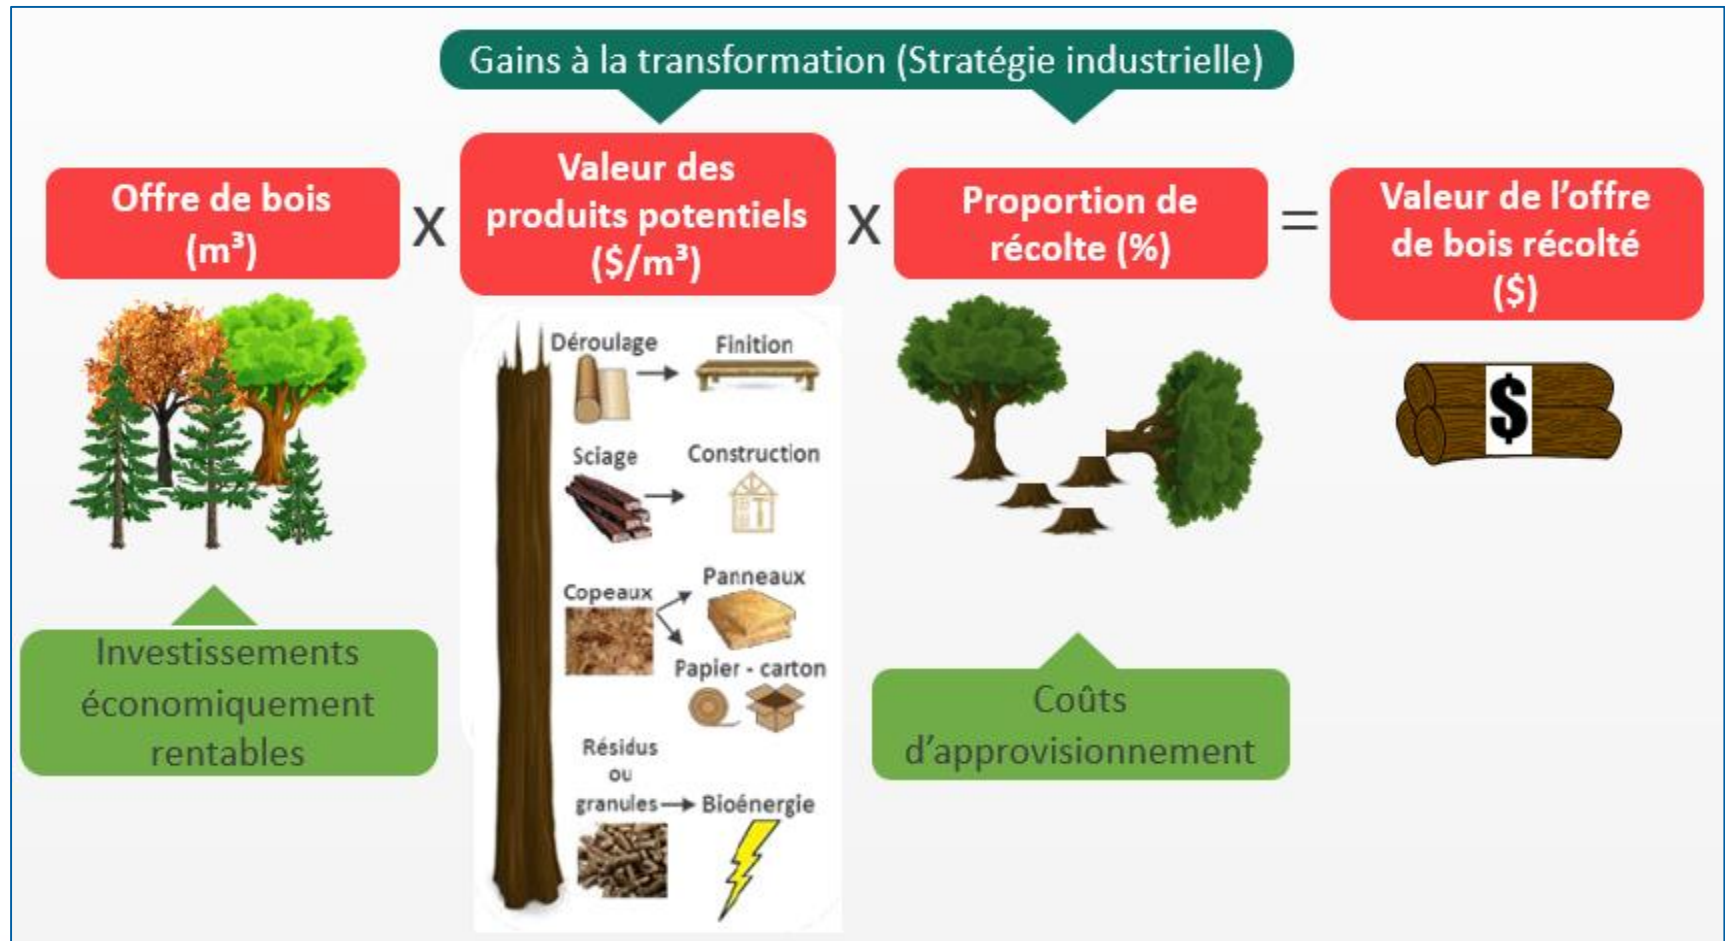 Gains à la transformation (Stratégie industrielle)
Offre de bois
(m³)
X
Valeur des
produits potentiels
($/m³)
X
Proportion de
récolte (%)
=
Valeur de l'offre
de bois récolté
($)
Déroulage
Finition
Sciage
Construction
Copeaux
Panneaux
Papier - carton
Résidus
ou
granules
Bioénergie
$
Investissements
économiquement
rentables
Coûts
d'approvisionnement